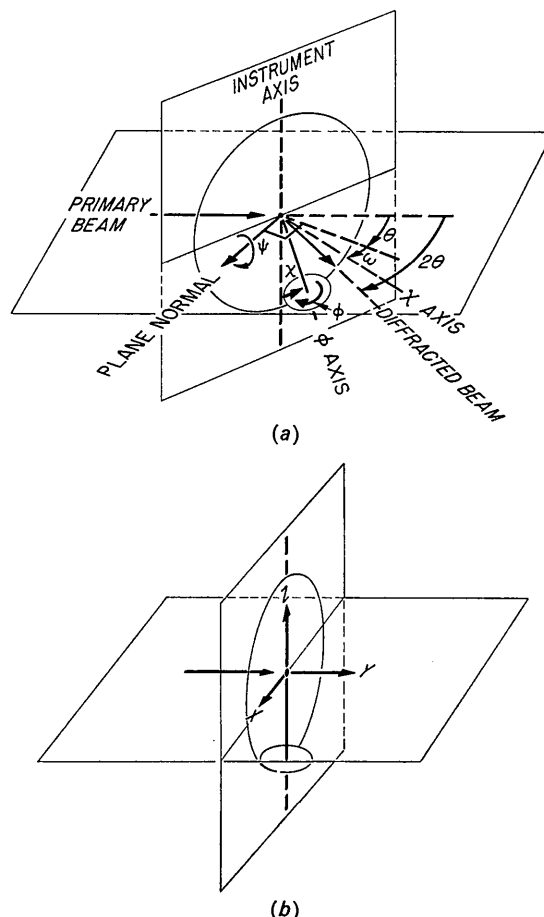 INSTRUMENT
AXIS
PRIMARY
BEAM
θ
ω
2θ
ψ
χ
φ
PLANE NORMAL
χ AXIS
DIFFRACTED BEAM
φ AXIS
(a)
Z
Y
X
(b)